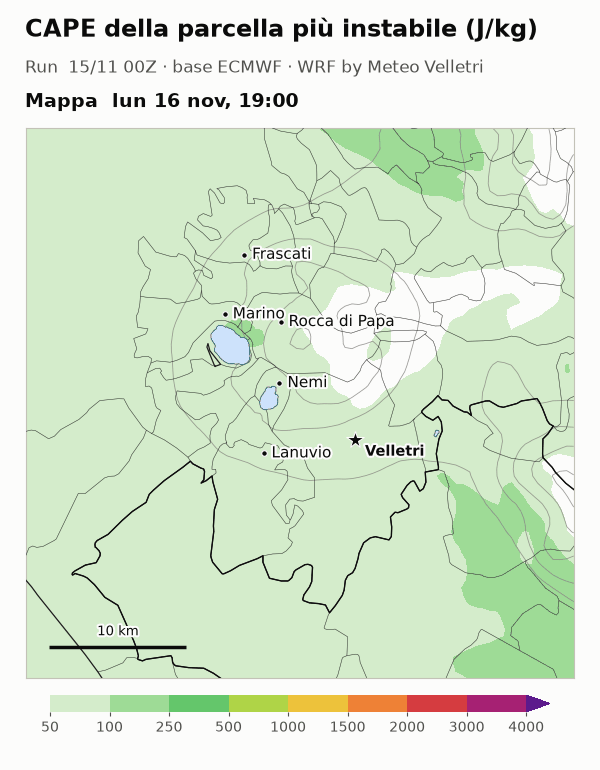 CAPE della parcella più instabile (J/kg)
Run  15/11 00Z · base ECMWF · WRF by Meteo Velletri
Mappa  lun 16 nov, 19:00
Frascati
Marino
Rocca di Papa
Nemi
Velletri
Lanuvio
10 km
50 100 250 500 1000 1500 2000 3000 4000